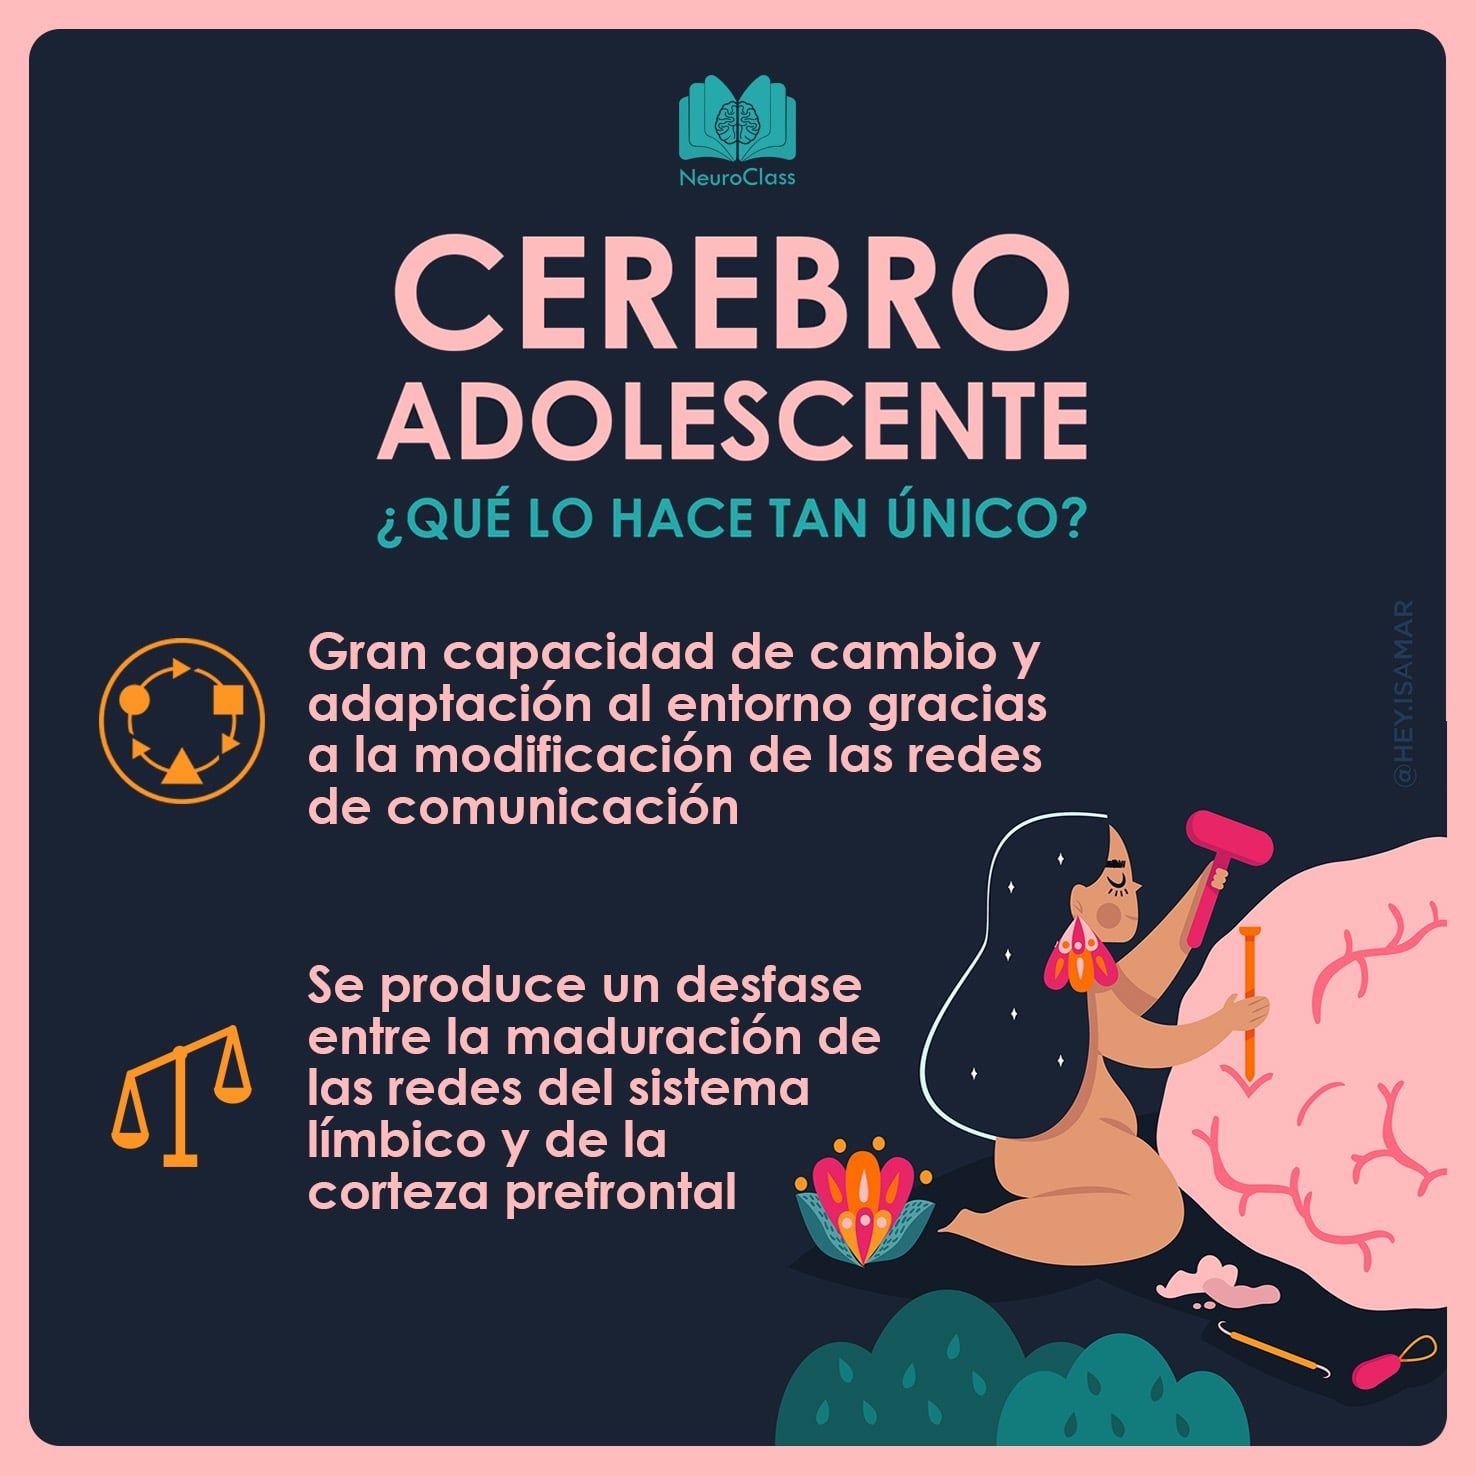 NeuroClass
CEREBRO
ADOLESCENTE
¿QUÉ LO HACE TAN ÚNICO?
Gran capacidad de cambio y
adaptación al entorno gracias
a la modificación de las redes
de comunicación
Se produce un desfase
entre la maduración de
las redes del sistema
límbico y de la
corteza prefrontal
@HEY.ISAMAR